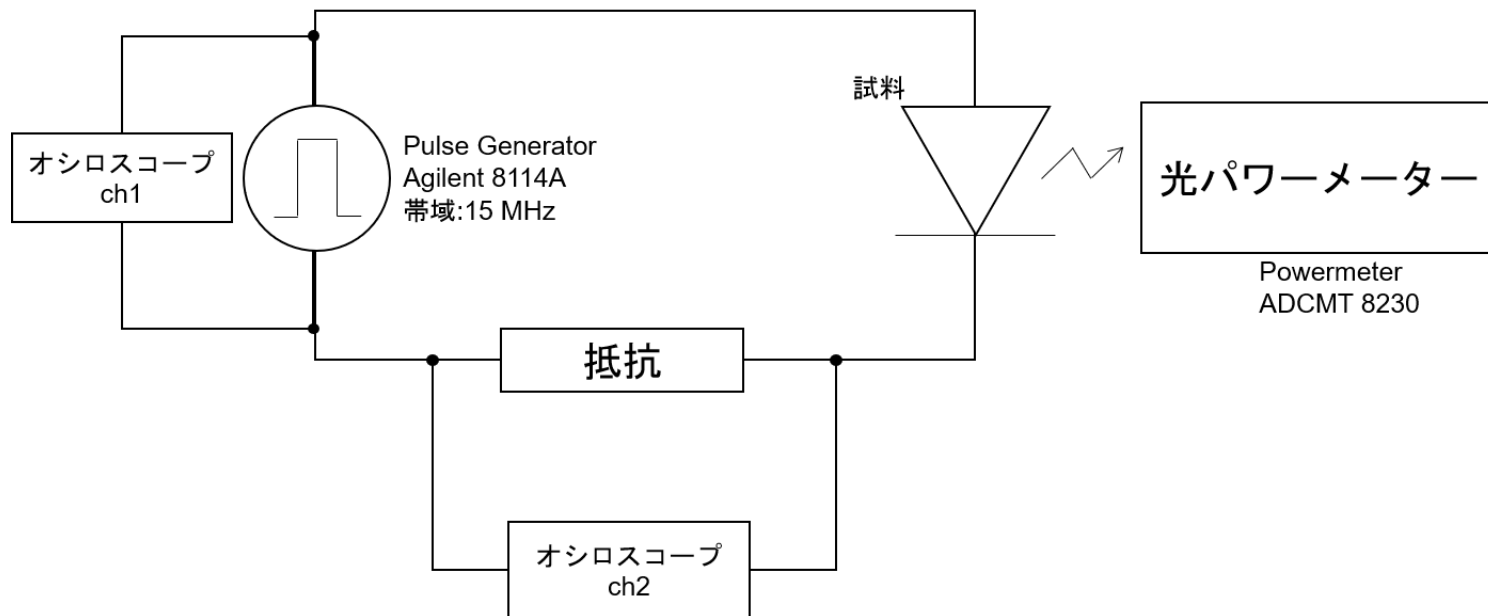 試料
オシロスコープ
ch1
Pulse Generator
Agilent 8114A
帯域:15 MHz
光パワーメーター
Powermeter
ADCMT 8230
抵抗
オシロスコープ
ch2